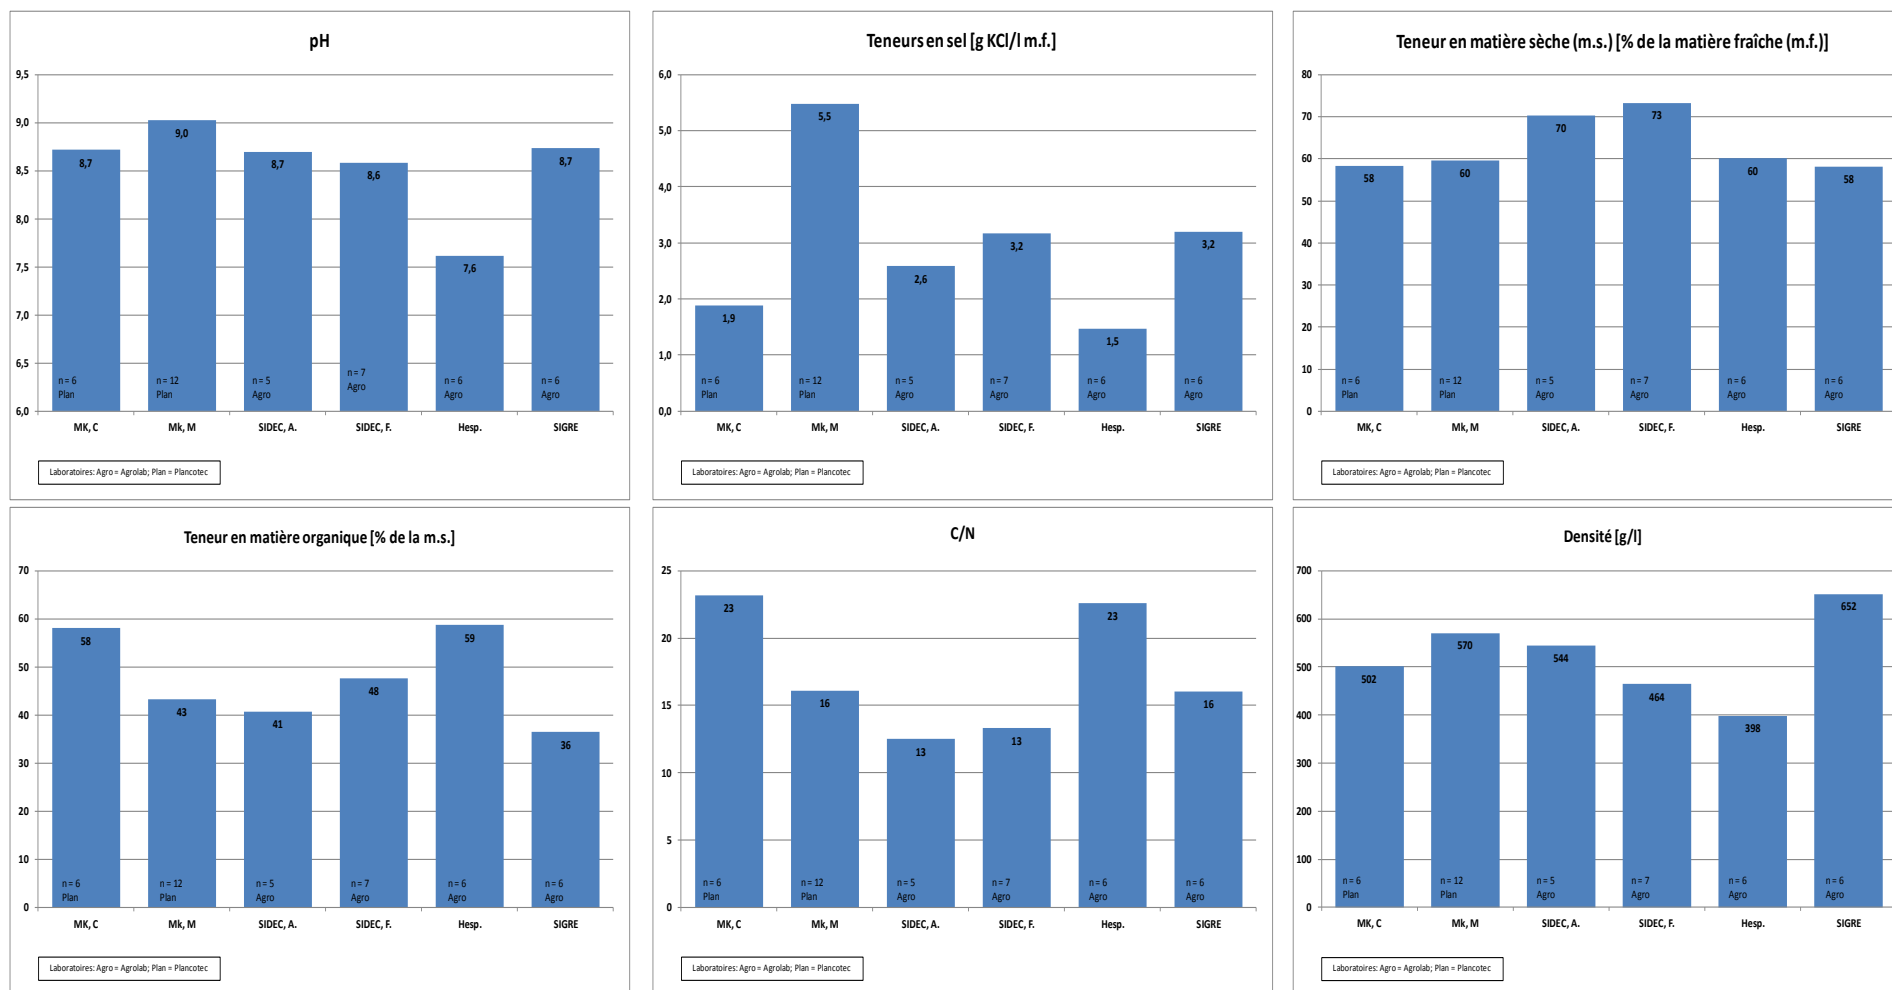 pH
9,5
9,0
8,5
8,0
7,5
7,0
6,5
6,0
8,7
9,0
8,7
8,6
7,6
8,7
n = 6
Plan
n = 12
Plan
n = 5
Agro
n = 7
Agro
n = 6
Agro
n = 6
Agro
MK, C
Mk, M
SIDEC, A.
SIDEC, F.
Hesp.
SIGRE
Laboratoires: Agro = Agrolab; Plan = Plancotec
Teneurs en sel [g KCl/l m.f.]
6,0
5,0
4,0
3,0
2,0
1,0
0,0
1,9
5,5
2,6
3,2
1,5
3,2
n = 6
Plan
n = 12
Plan
n = 5
Agro
n = 7
Agro
n = 6
Agro
n = 6
Agro
MK, C
Mk, M
SIDEC, A.
SIDEC, F.
Hesp.
SIGRE
Laboratoires: Agro = Agrolab; Plan = Plancotec
Teneur en matière sèche (m.s.) [% de la matière fraîche (m.f.)]
80
70
60
50
40
30
20
10
0
58
60
70
73
60
58
n = 6
Plan
n = 12
Plan
n = 5
Agro
n = 7
Agro
n = 6
Agro
n = 6
Agro
MK, C
Mk, M
SIDEC, A.
SIDEC, F.
Hesp.
SIGRE
Laboratoires: Agro = Agrolab; Plan = Plancotec
Teneur en matière organique [% de la m.s.]
70
60
50
40
30
20
10
0
58
43
41
48
59
36
n = 6
Plan
n = 12
Plan
n = 5
Agro
n = 7
Agro
n = 6
Agro
n = 6
Agro
MK, C
Mk, M
SIDEC, A.
SIDEC, F.
Hesp.
SIGRE
Laboratoires: Agro = Agrolab; Plan = Plancotec
C/N
25
20
15
10
5
0
23
16
13
13
23
16
n = 6
Plan
n = 12
Plan
n = 5
Agro
n = 7
Agro
n = 6
Agro
n = 6
Agro
MK, C
Mk, M
SIDEC, A.
SIDEC, F.
Hesp.
SIGRE
Laboratoires: Agro = Agrolab; Plan = Plancotec
Densité [g/l]
700
600
500
400
300
200
100
0
502
570
544
464
398
652
n = 6
Plan
n = 12
Plan
n = 5
Agro
n = 7
Agro
n = 6
Agro
n = 6
Agro
MK, C
Mk, M
SIDEC, A.
SIDEC, F.
Hesp.
SIGRE
Laboratoires: Agro = Agrolab; Plan = Plancotec